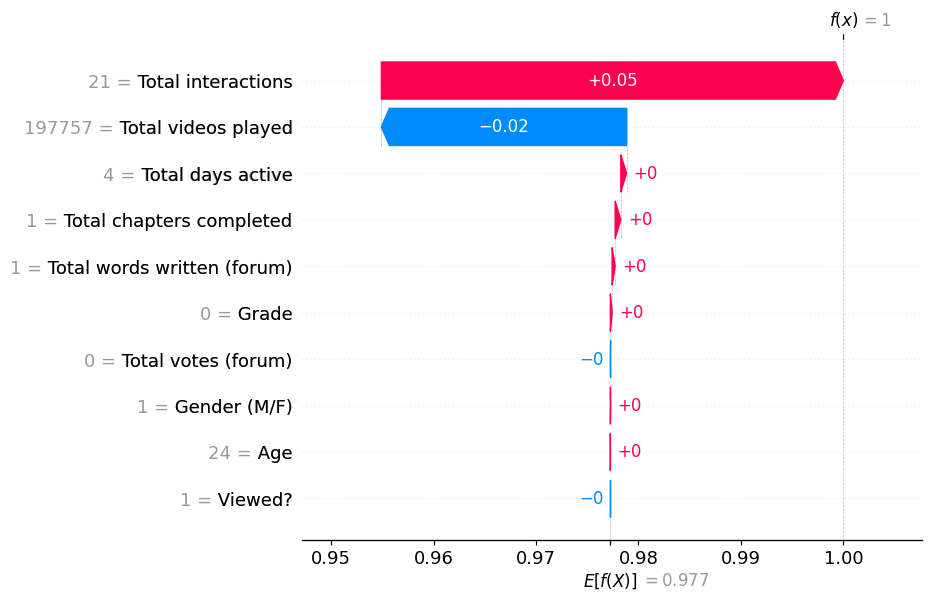 f(x) = 1
21 = Total interactions +0.05
197757 = Total videos played −0.02
4 = Total days active +0
1 = Total chapters completed +0
1 = Total words written (forum) +0
0 = Grade +0
0 = Total votes (forum) −0
1 = Gender (M/F) +0
24 = Age +0
1 = Viewed? −0
0.95 0.96 0.97 0.98 0.99 1.00
E[f(X)] = 0.977